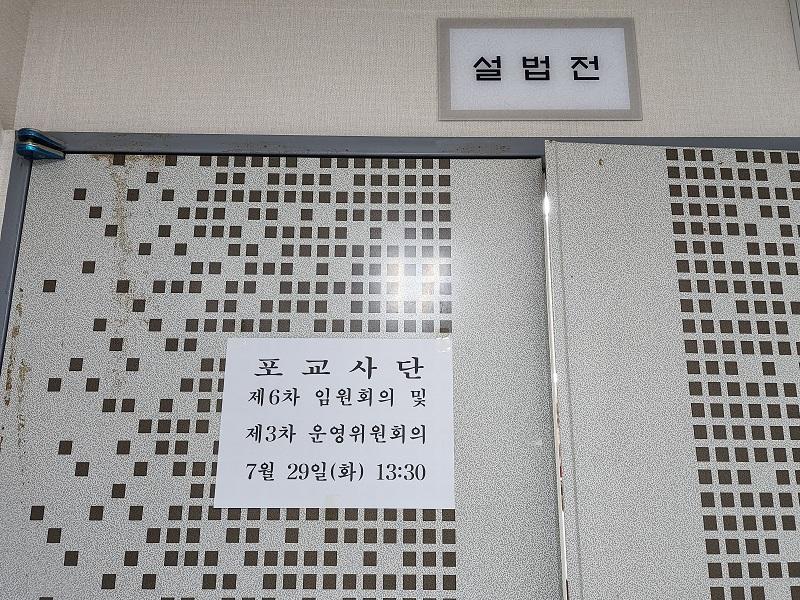 설법전
포교사단
제6차 임원회의 및
제3차 운영위원회의
7월 29일(화) 13:30